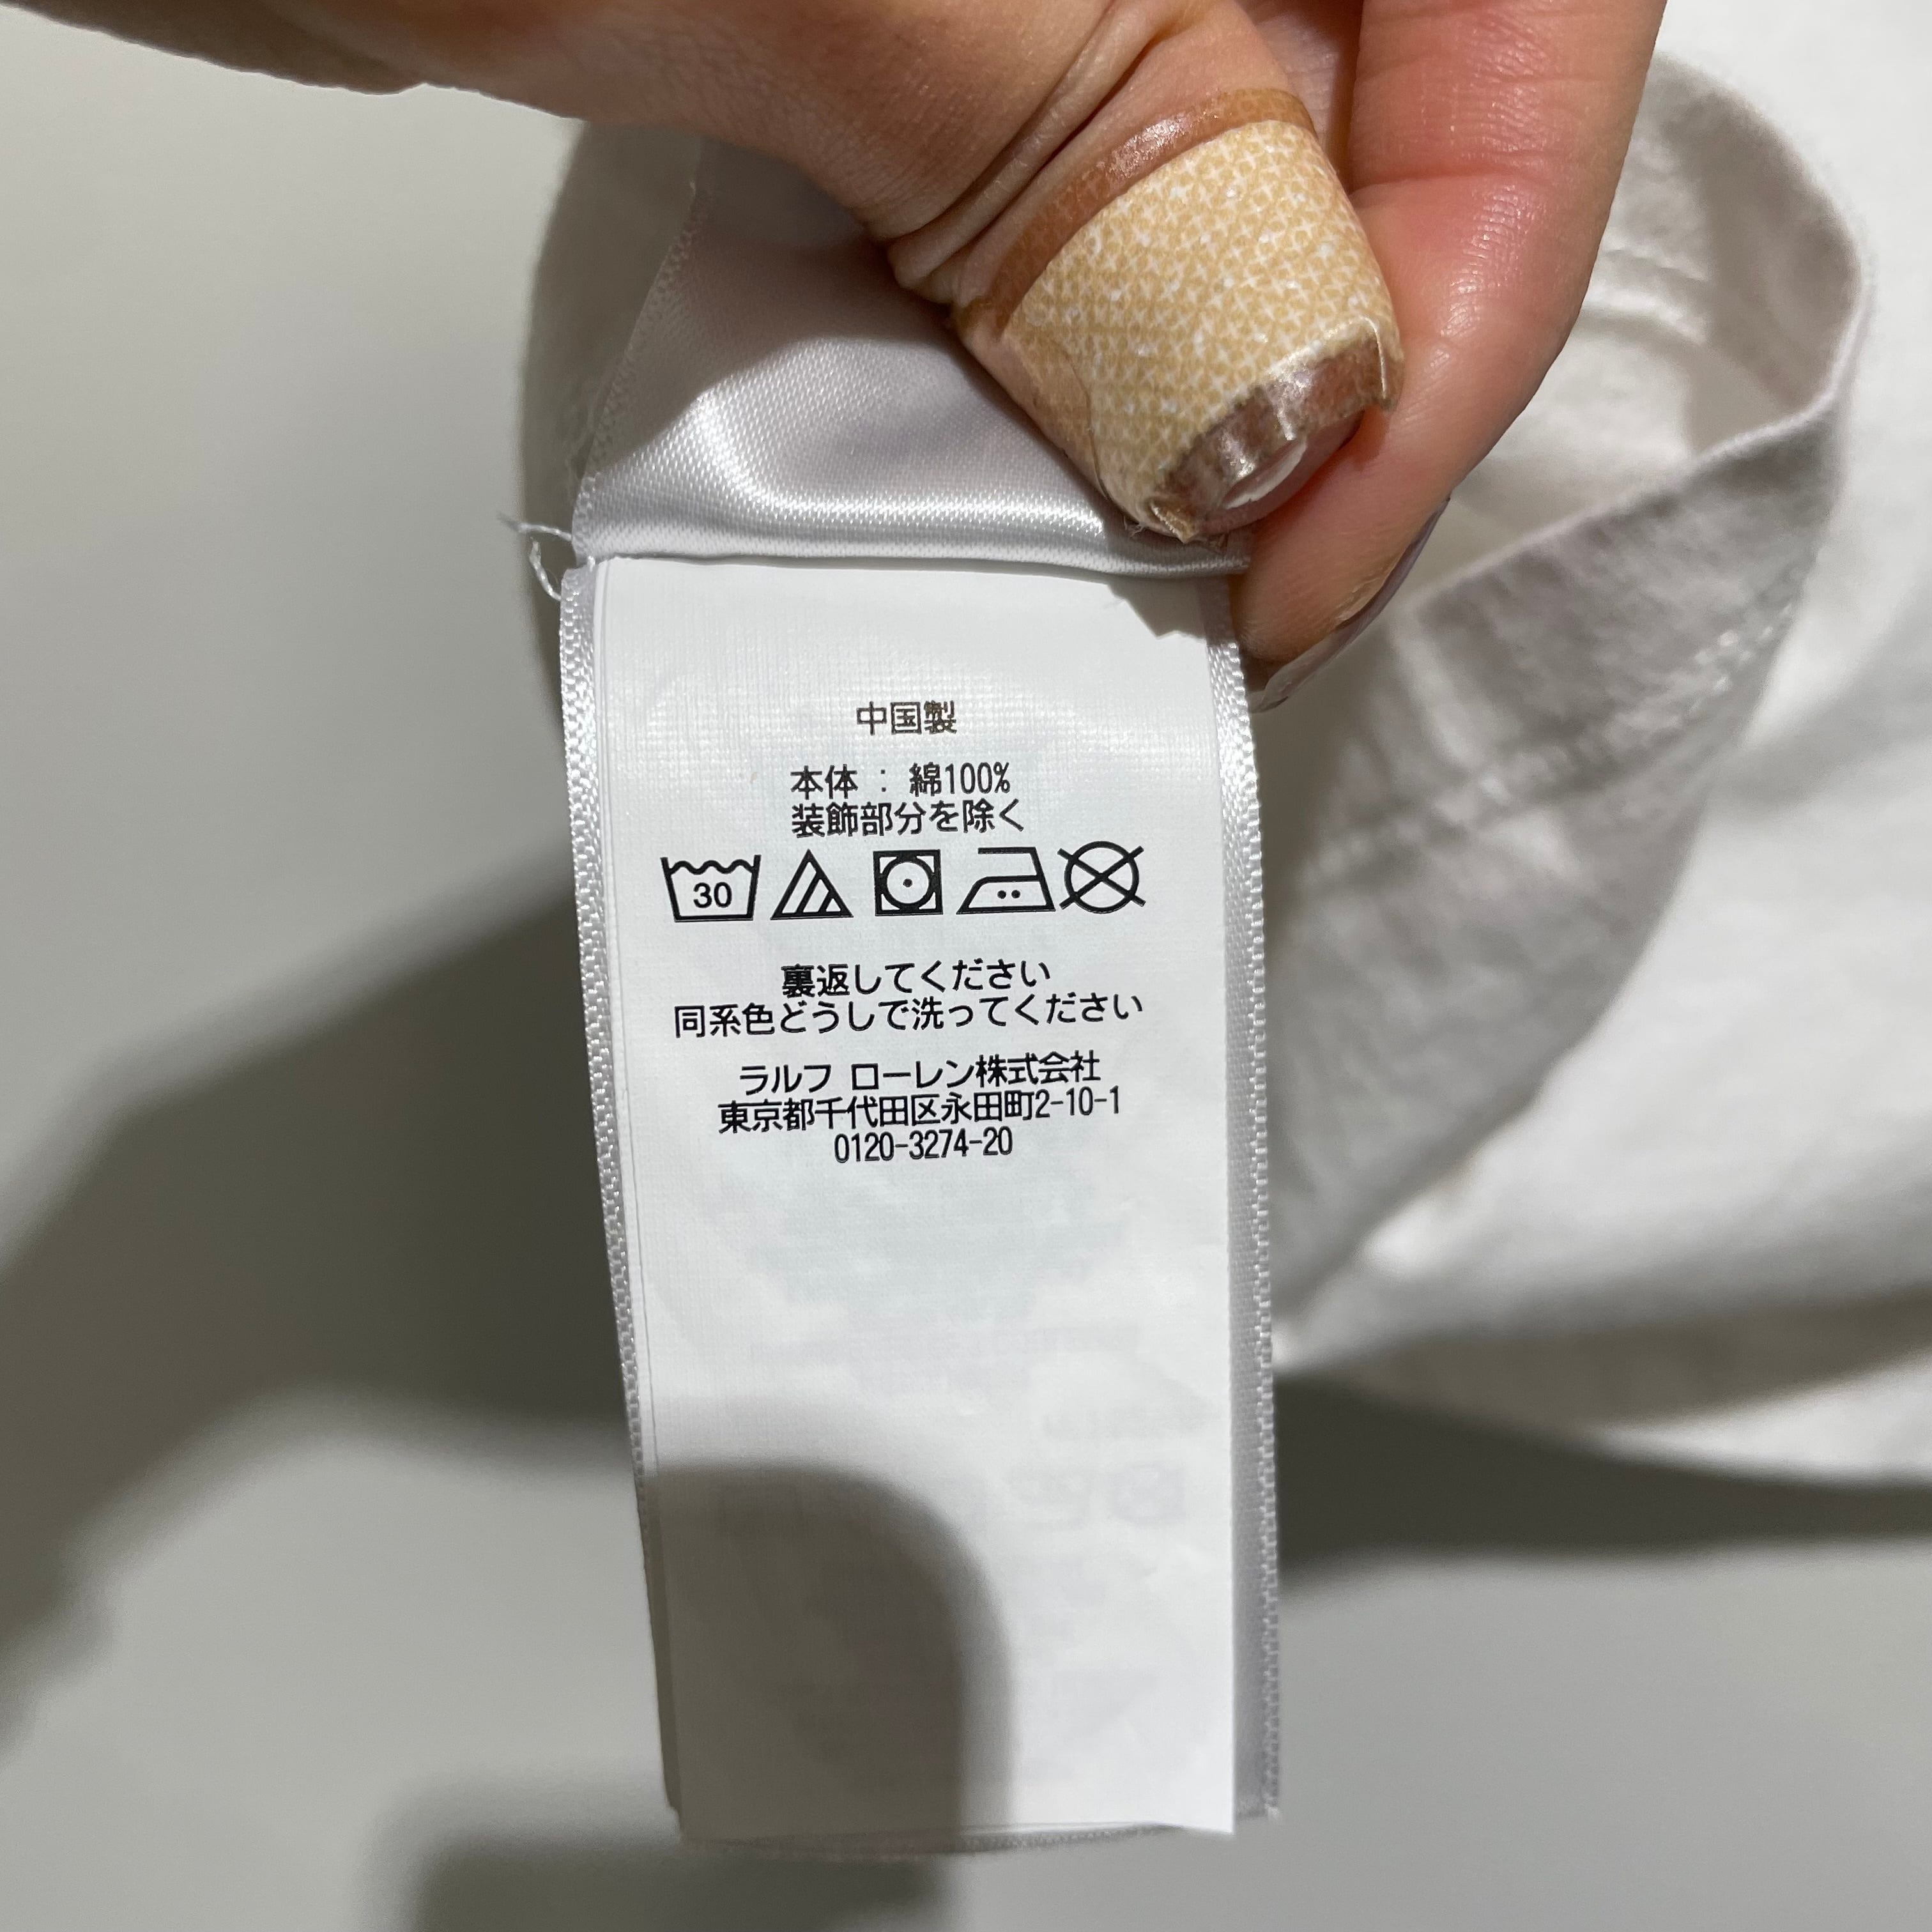 中国製
本体 : 綿100%
装飾部分を除く
30
裏返してください
同系色どうしで洗ってください
ラルフ ローレン株式会社
東京都千代田区永田町2-10-1
0120-3274-20